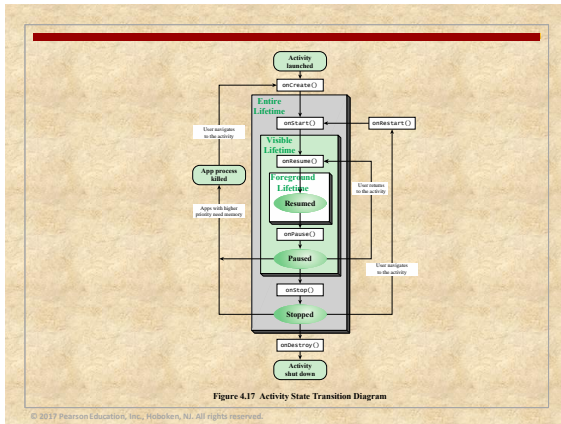 Activity
launched
onCreate()
Entire
Lifetime
onStart()
onRestart()
User navigates
to the activity
Visible
Lifetime
onResume()
App process
killed
Foreground
Lifetime
User returns
to the activity
Resumed
Apps with higher
priority need memory
onPause()
Paused
User navigates
to the activity
onStop()
Stopped
onDestroy()
Activity
shut down
Figure 4.17 Activity State Transition Diagram
© 2017 Pearson Education, Inc., Hoboken, NJ. All rights reserved.